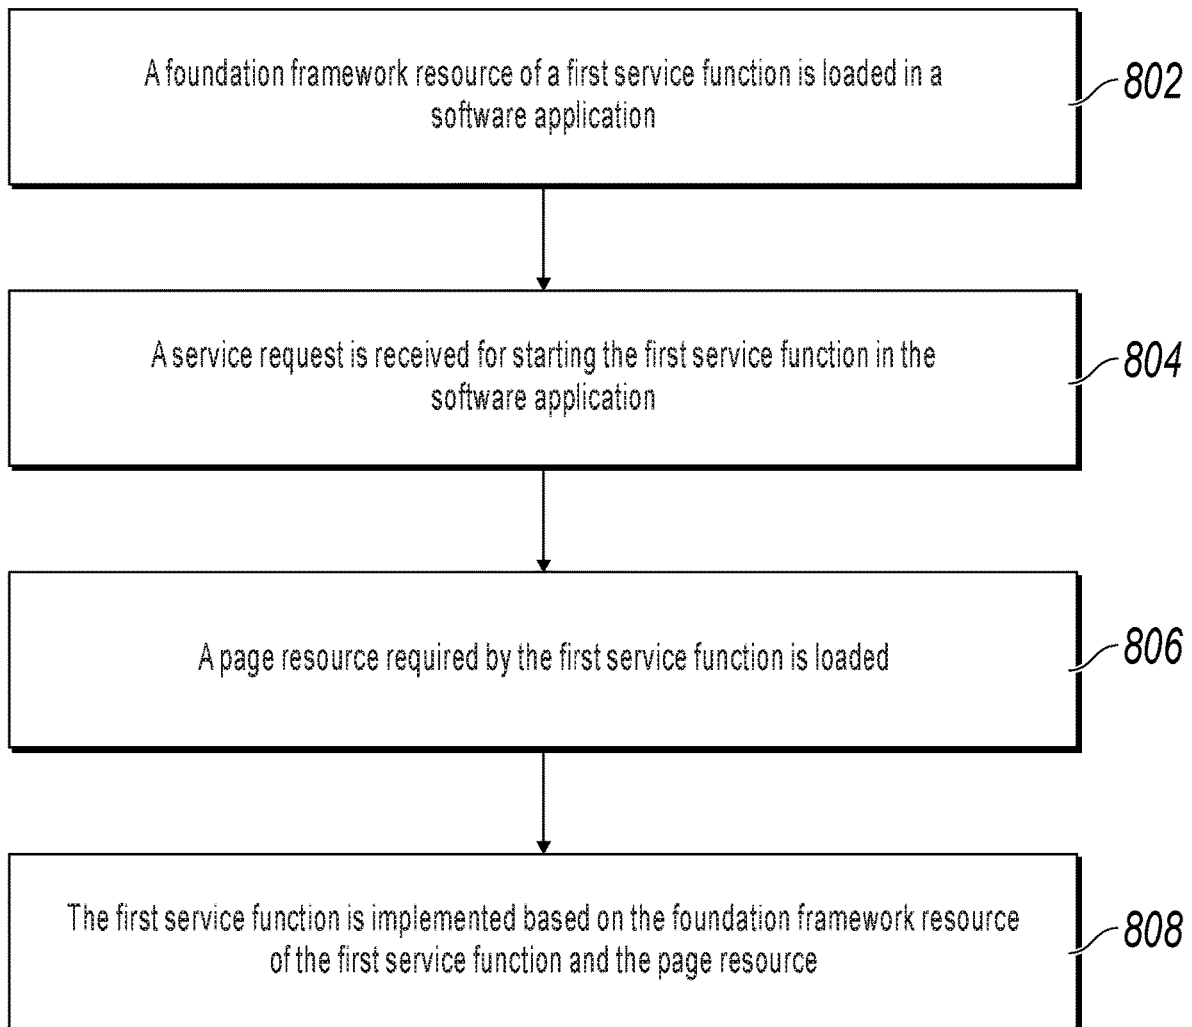 A foundation framework resource of a first service function is loaded in a
software application
802
A service request is received for starting the first service function in the
software application
804
A page resource required by the first service function is loaded
806
The first service function is implemented based on the foundation framework resource
of the first service function and the page resource
808